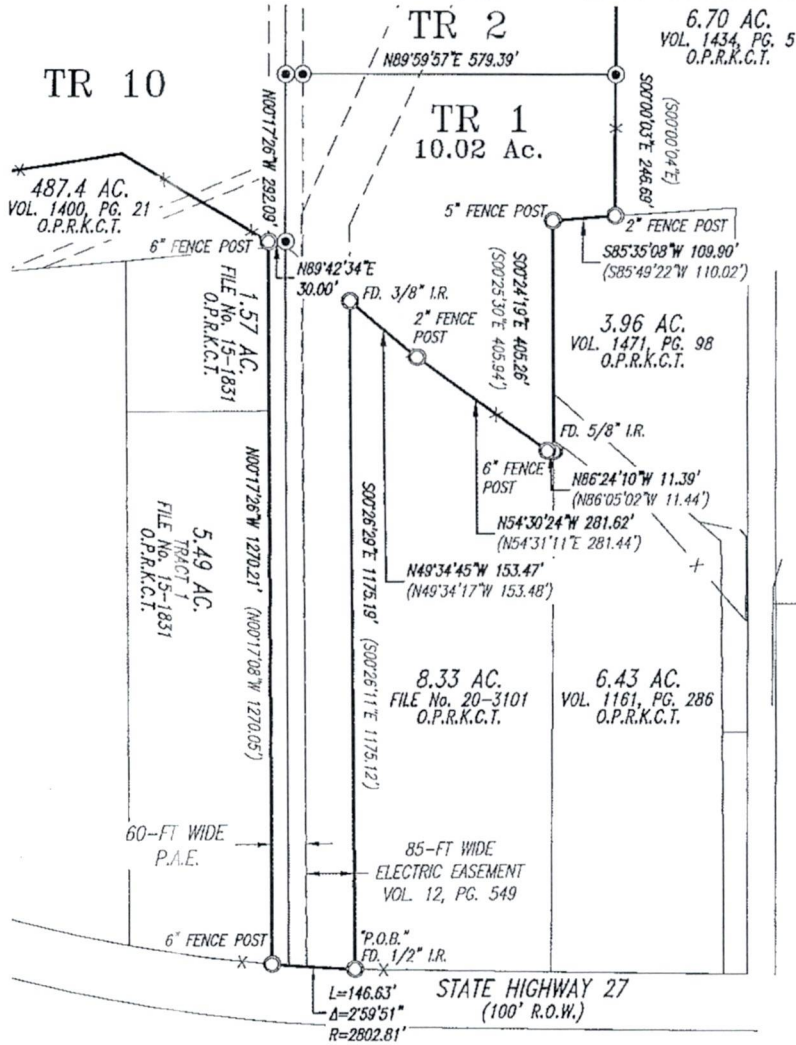 TR 2
6.70 AC.
VOL. 1434, PG. 5
O.P.R.K.C.T.
N89°59'57"E 579.39'
TR 10
TR 1
10.02 Ac.
N00°17'26"W 292.09'
S00°00'03"E 246.69'
(S00°00'04"E)
487.4 AC.
VOL. 1400, PG. 21
O.P.R.K.C.T.
6" FENCE POST
5" FENCE POST
2" FENCE POST
S85°35'08"W 109.90'
(S85°49'22"W 110.02')
N89°42'34"E
30.00'
FD. 3/8" I.R.
2" FENCE
POST
S00°24'19"E 405.26'
(S00°25'30"E 405.94')
3.96 AC.
VOL. 1471, PG. 98
O.P.R.K.C.T.
1.57 AC.
FILE No. 15-1831
O.P.R.K.C.T.
FD. 5/8" I.R.
6" FENCE
POST
N86°24'10"W 11.39'
(N86°05'02"W 11.44')
N54°30'24"W 281.62'
(N54°31'11"E 281.44')
N49°34'45"W 153.47'
(N49°34'17"W 153.48')
N00°17'26"W 1270.21' (N00°17'08"W 1270.05')
S00°26'29"E 1175.19' (S00°26'11"E 1175.12')
5.49 AC.
TRACT 1
FILE No. 15-1831
O.P.R.K.C.T.
8.33 AC.
FILE No. 20-3101
O.P.R.K.C.T.
6.43 AC.
VOL. 1161, PG. 286
O.P.R.K.C.T.
60-FT WIDE
P.A.E.
85-FT WIDE
ELECTRIC EASEMENT
VOL. 12, PG. 549
6" FENCE POST
"P.O.B."
FD. 1/2" I.R.
L=146.63'
Δ=2°59'51"
R=2802.81'
STATE HIGHWAY 27
(100' R.O.W.)